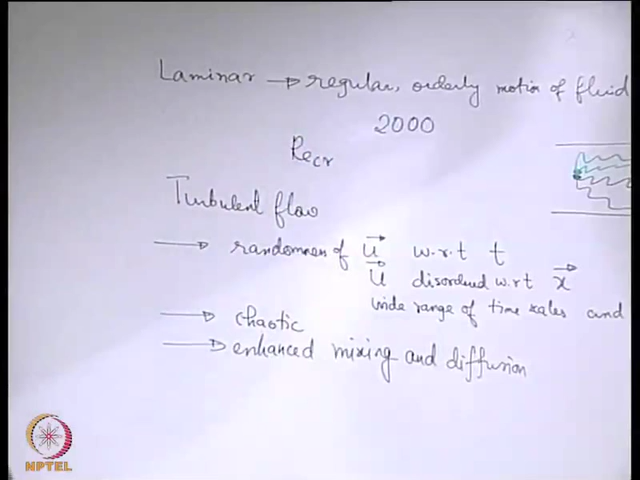 Laminar → regular, orderly motion of fluid
2000
Recr
Turbulent flow
→ randomness of u w.r.t t
u disordered w.r.t x
wide range of time scales and
→ chaotic
→ enhanced mixing and diffusion
NPTEL